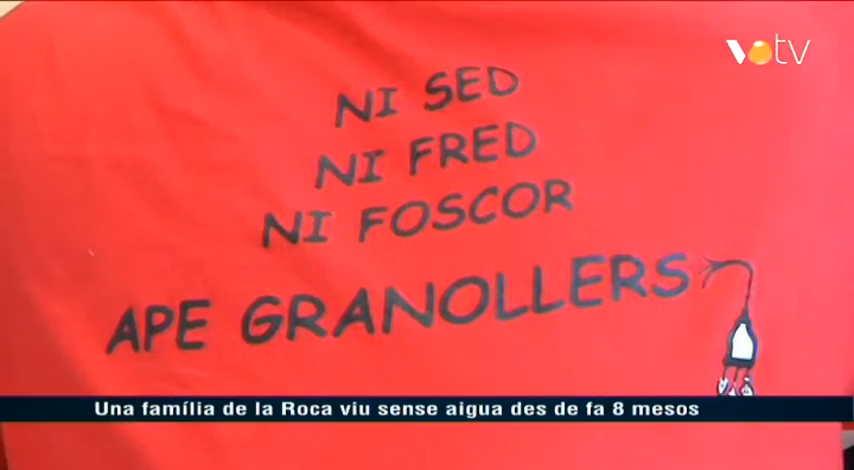 votv
NI SED
NI FRED
NI FOSCOR
APE GRANOLLERS
Una família de la Roca viu sense aigua des de fa 8 mesos